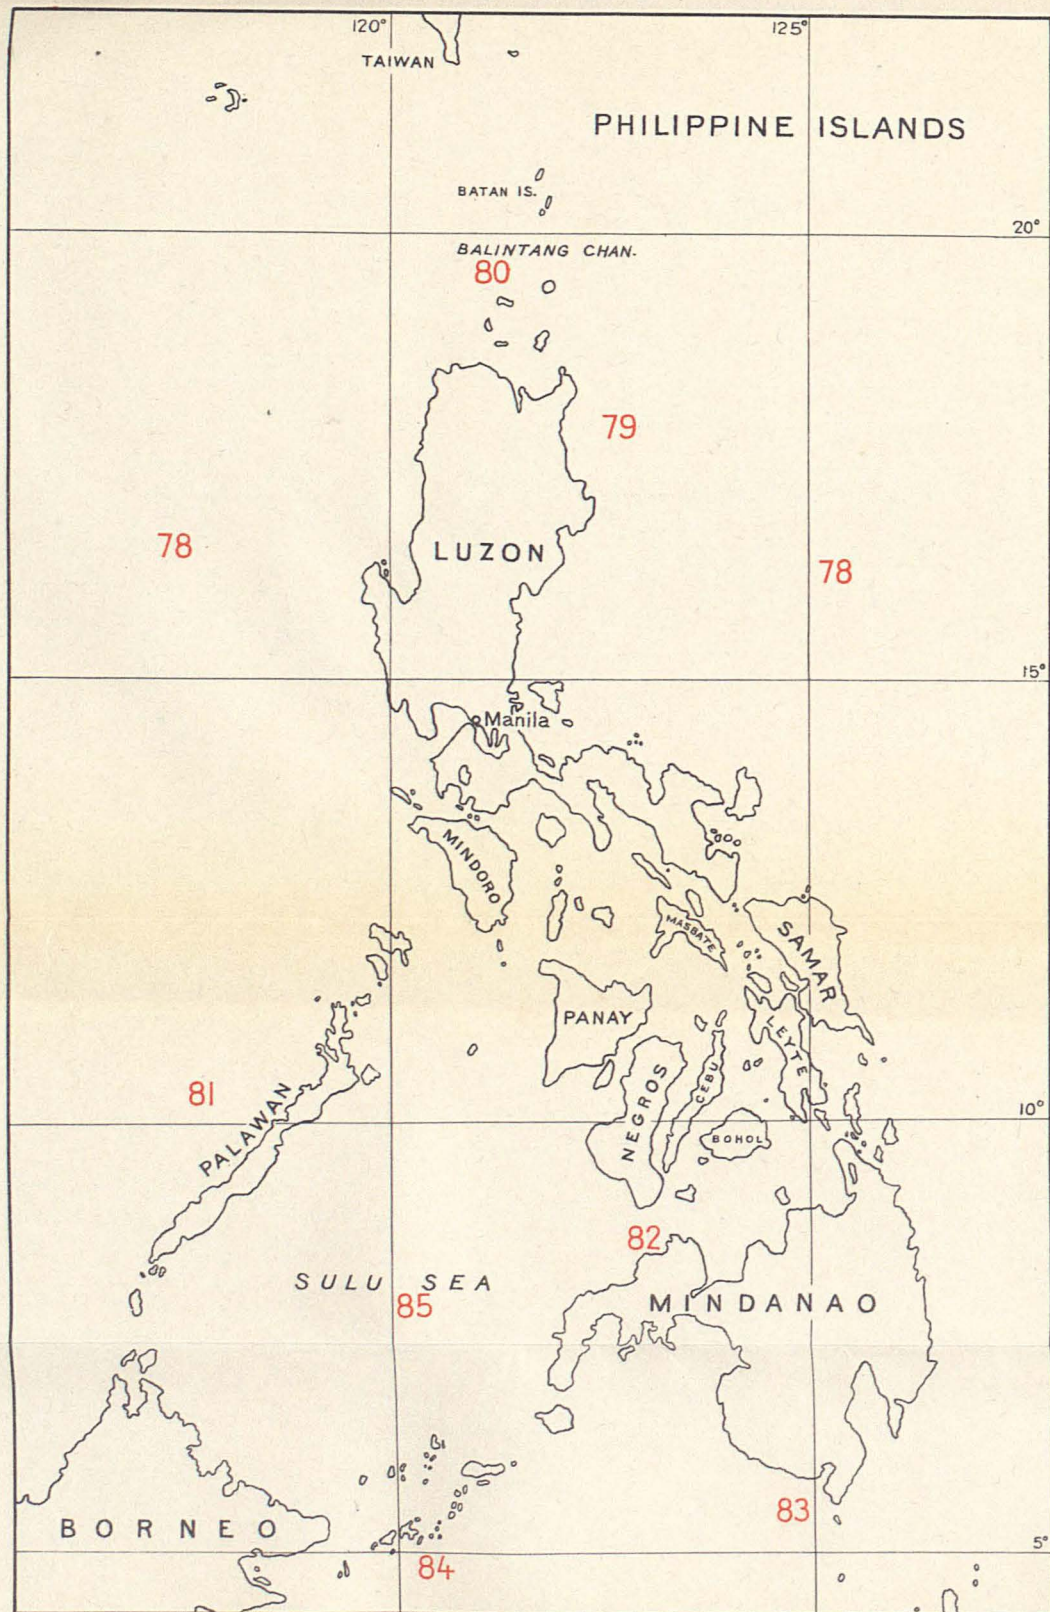 120°
125°
TAIWAN
PHILIPPINE ISLANDS
BATAN IS.
20°
BALINTANG CHAN.
80
79
78
LUZON
78
15°
Manila
MINDORO
MASBATE
SAMAR
PANAY
LEYTE
CEBU
NEGROS
81
PALAWAN
10°
BOHOL
82
SULU SEA
85
MINDANAO
83
BORNEO
84
5°